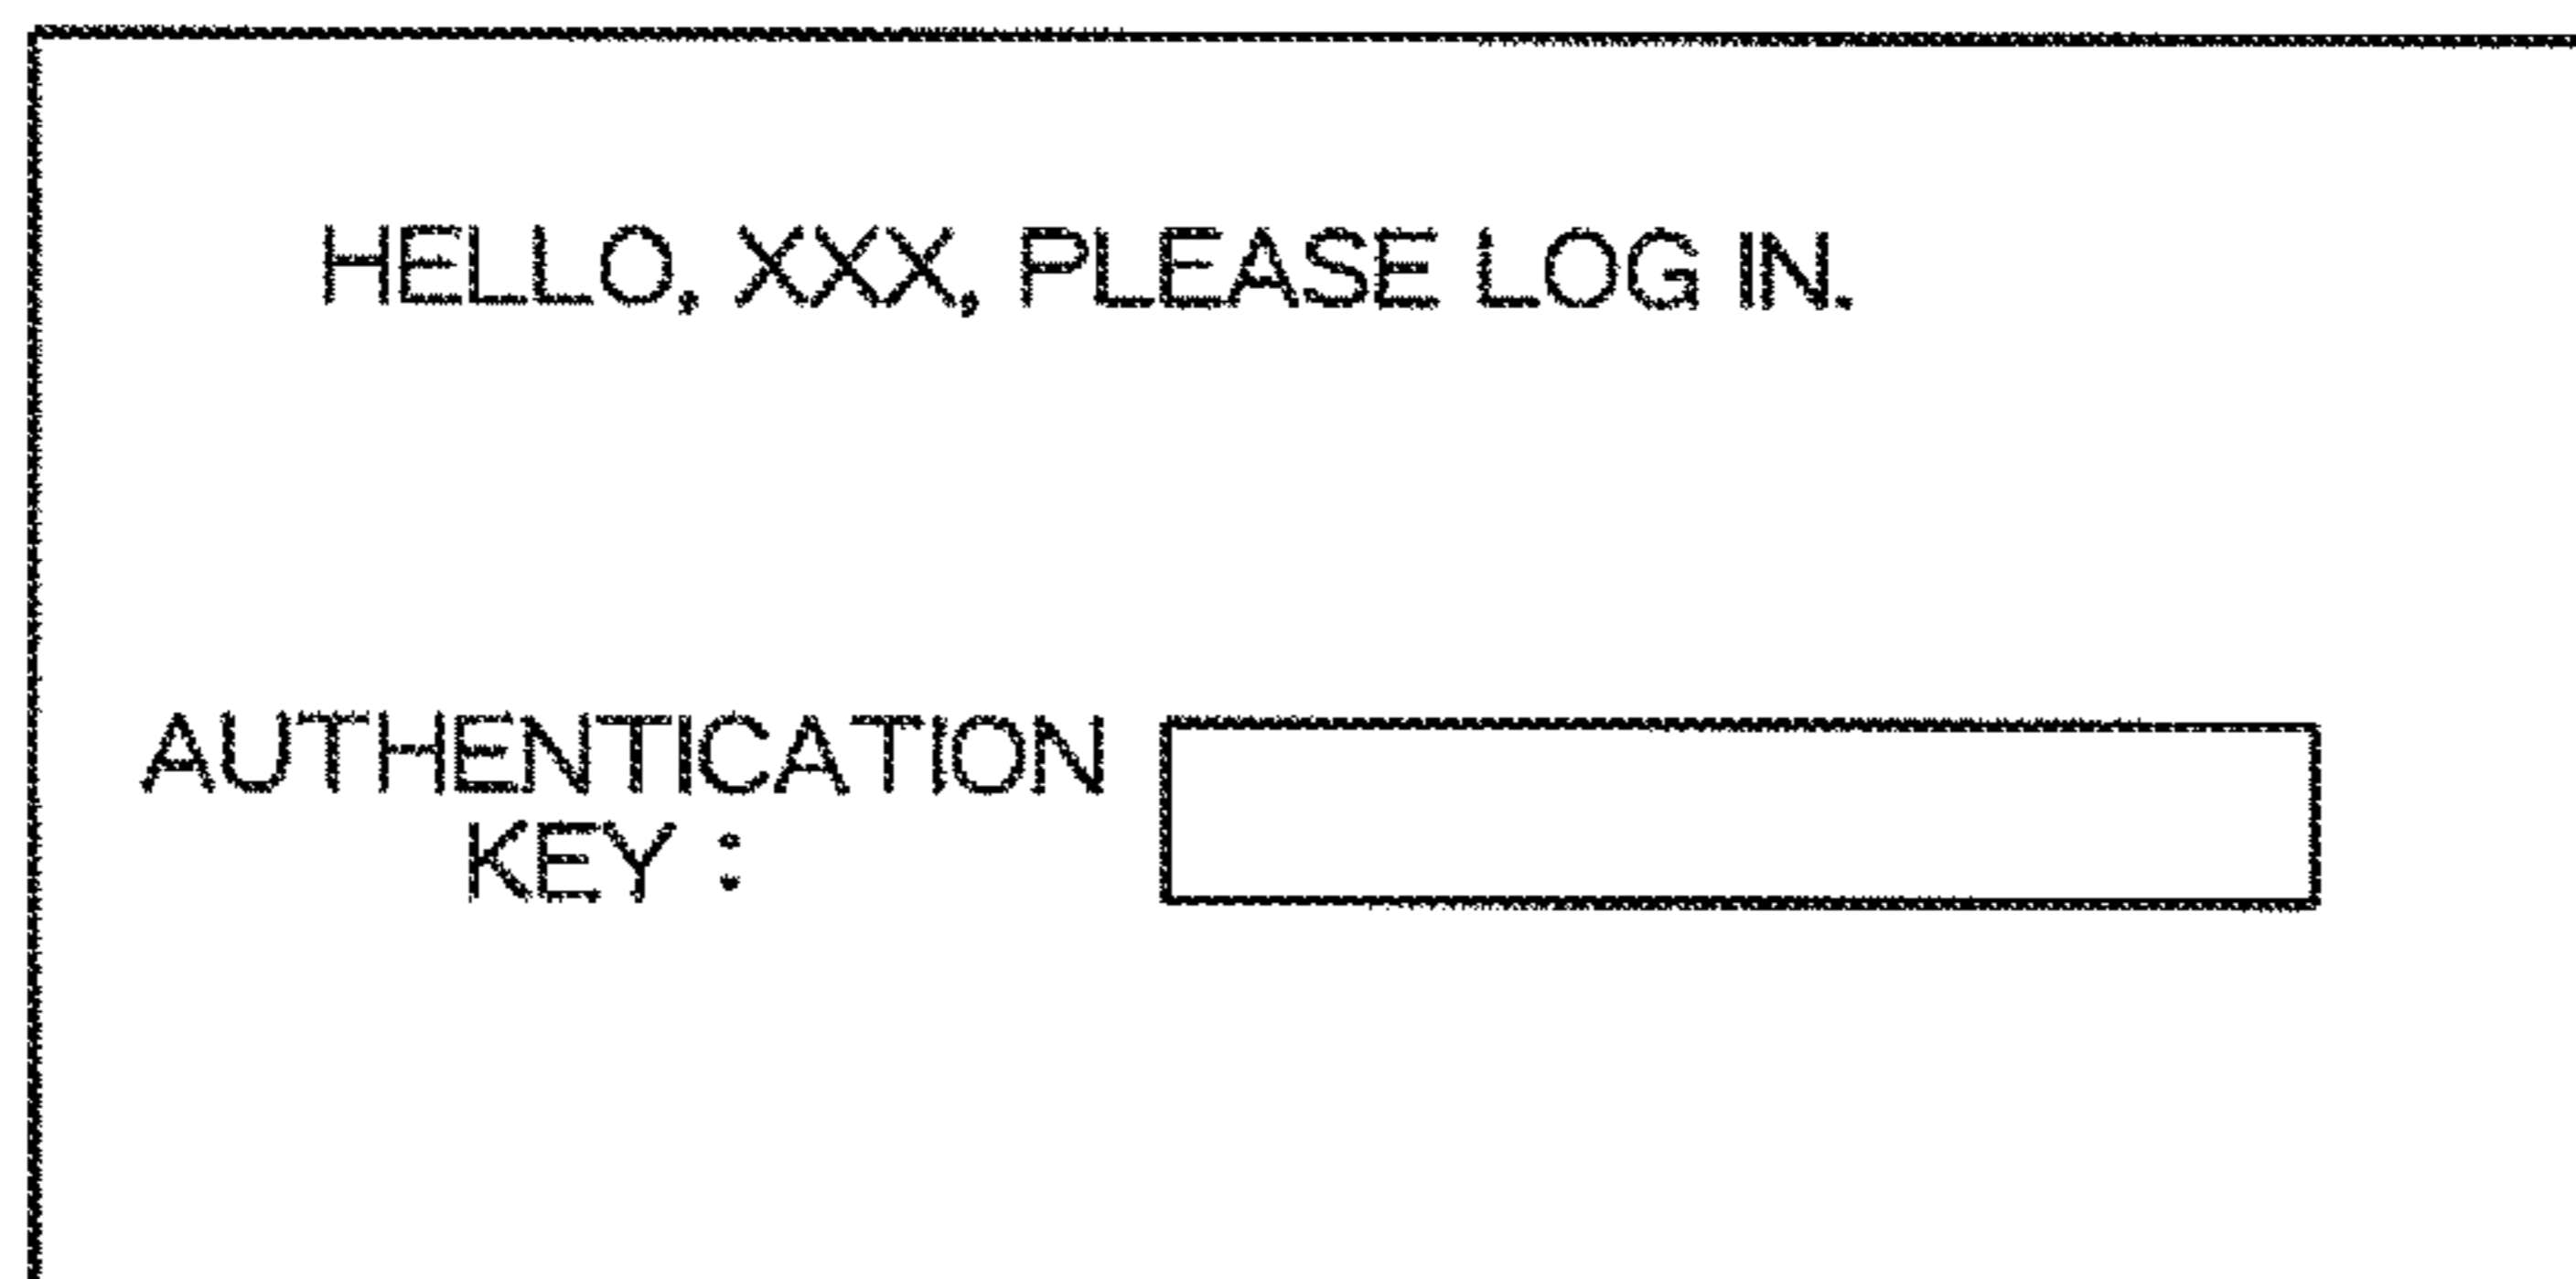 HELLO, XXX, PLEASE LOG IN.
AUTHENTICATION
KEY :